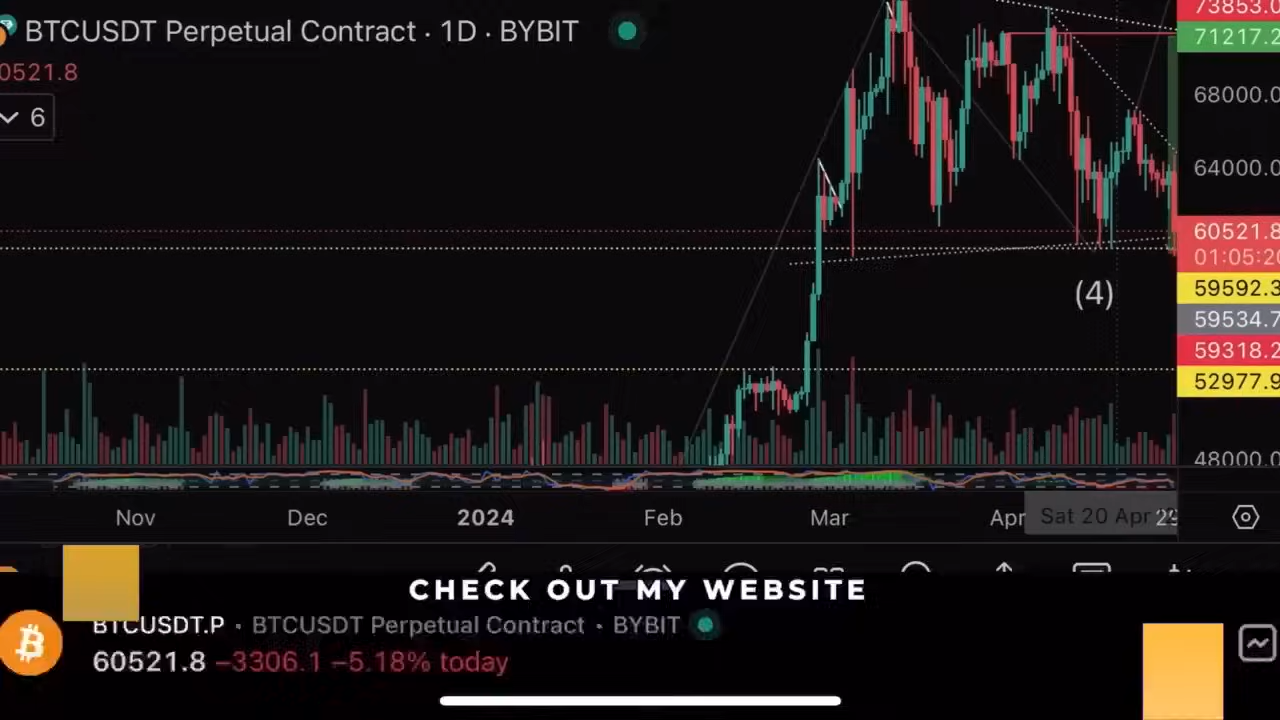 BTCUSDT Perpetual Contract · 1D · BYBIT
0521.8
6
73853.0
71217.2
68000.0
64000.0
60521.8
01:05:20
59592.3
59534.7
59318.2
52977.9
48000.0
(4)
Nov Dec 2024 Feb Mar Apr Sat 20 Apr
CHECK OUT MY WEBSITE
BTCUSDT.P · BTCUSDT Perpetual Contract · BYBIT
60521.8 −3306.1 −5.18% today